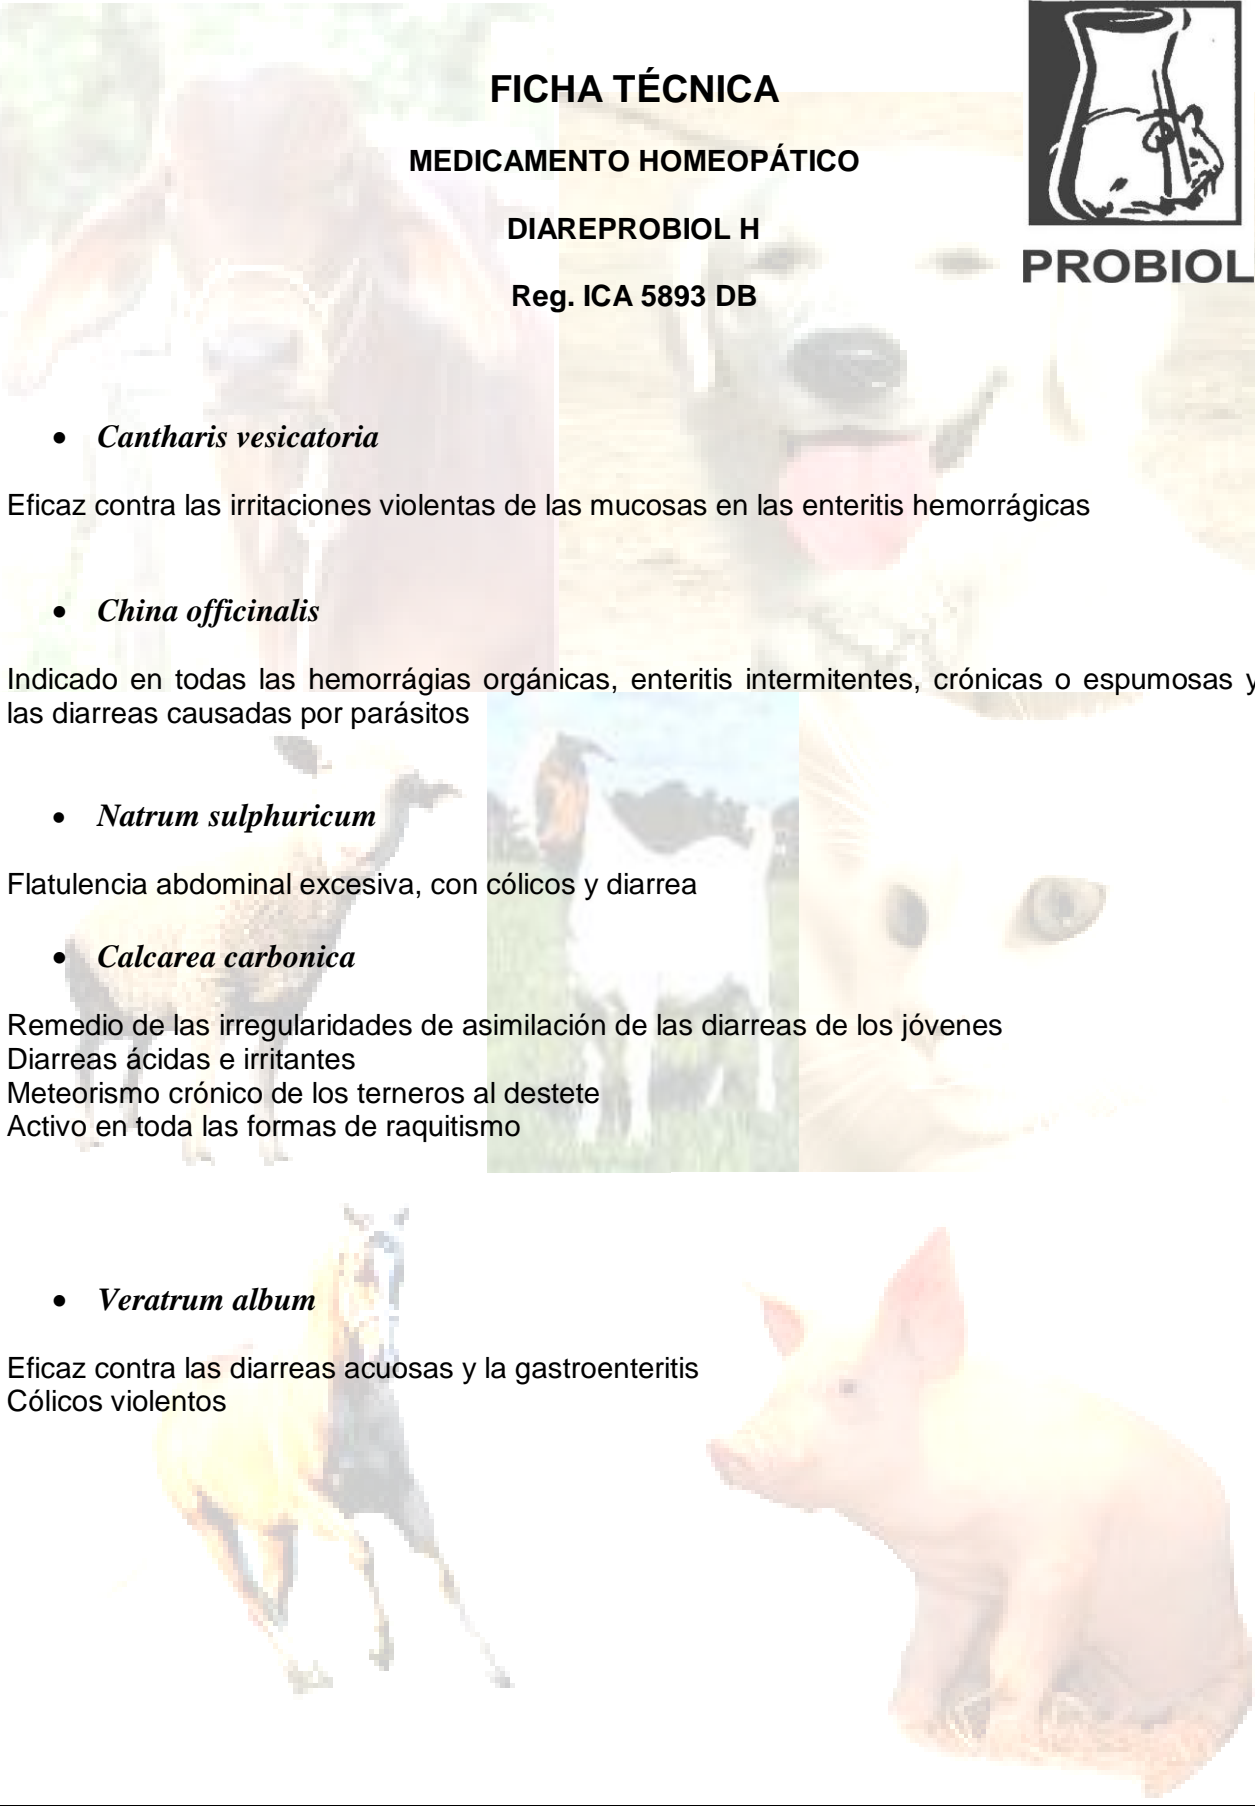 FICHA TÉCNICA
MEDICAMENTO HOMEOPÁTICO
DIAREPROBIOL H
Reg. ICA 5893 DB
PROBIOL
• Cantharis vesicatoria
Eficaz contra las irritaciones violentas de las mucosas en las enteritis hemorrágicas
• China officinalis
Indicado en todas las hemorrágias orgánicas, enteritis intermitentes, crónicas o espumosas y
las diarreas causadas por parásitos
• Natrum sulphuricum
Flatulencia abdominal excesiva, con cólicos y diarrea
• Calcarea carbonica
Remedio de las irregularidades de asimilación de las diarreas de los jóvenes
Diarreas ácidas e irritantes
Meteorismo crónico de los terneros al destete
Activo en toda las formas de raquitismo
• Veratrum album
Eficaz contra las diarreas acuosas y la gastroenteritis
Cólicos violentos